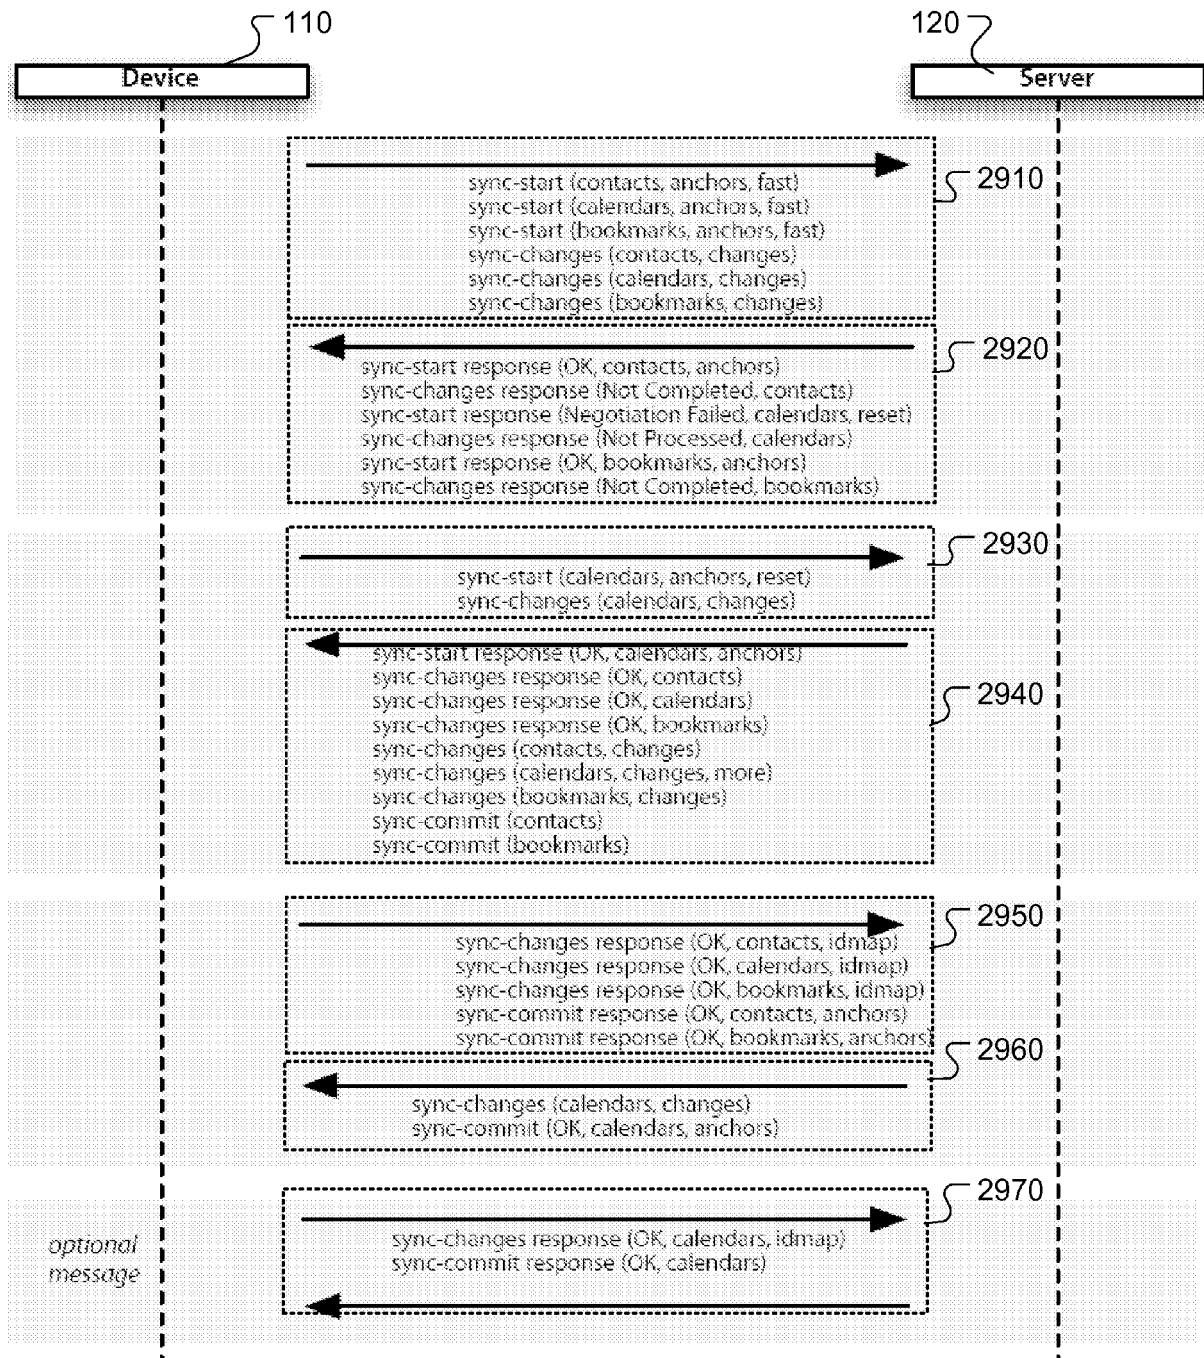 110
120
Device
Server
2910
sync-start (contacts, anchors, fast)
sync-start (calendars, anchors, fast)
sync-start (bookmarks, anchors, fast)
sync-changes (contacts, changes)
sync-changes (calendars, changes)
sync-changes (bookmarks, changes)
2920
sync-start response (OK, contacts, anchors)
sync-changes response (Not Completed, contacts)
sync-start response (Negotiation Failed, calendars, reset)
sync-changes response (Not Processed, calendars)
sync-start response (OK, bookmarks, anchors)
sync-changes response (Not Completed, bookmarks)
2930
sync-start (calendars, anchors, reset)
sync-changes (calendars, changes)
2940
sync-start response (OK, calendars, anchors)
sync-changes response (OK, contacts)
sync-changes response (OK, calendars)
sync-changes response (OK, bookmarks)
sync-changes (contacts, changes)
sync-changes (calendars, changes, more)
sync-changes (bookmarks, changes)
sync-commit (contacts)
sync-commit (bookmarks)
2950
sync-changes response (OK, contacts, idmap)
sync-changes response (OK, calendars, idmap)
sync-changes response (OK, bookmarks, idmap)
sync-commit response (OK, contacts, anchors)
sync-commit response (OK, bookmarks, anchors)
2960
sync-changes (calendars, changes)
sync-commit (OK, calendars, anchors)
2970
optional
message
sync-changes response (OK, calendars, idmap)
sync-commit response (OK, calendars)